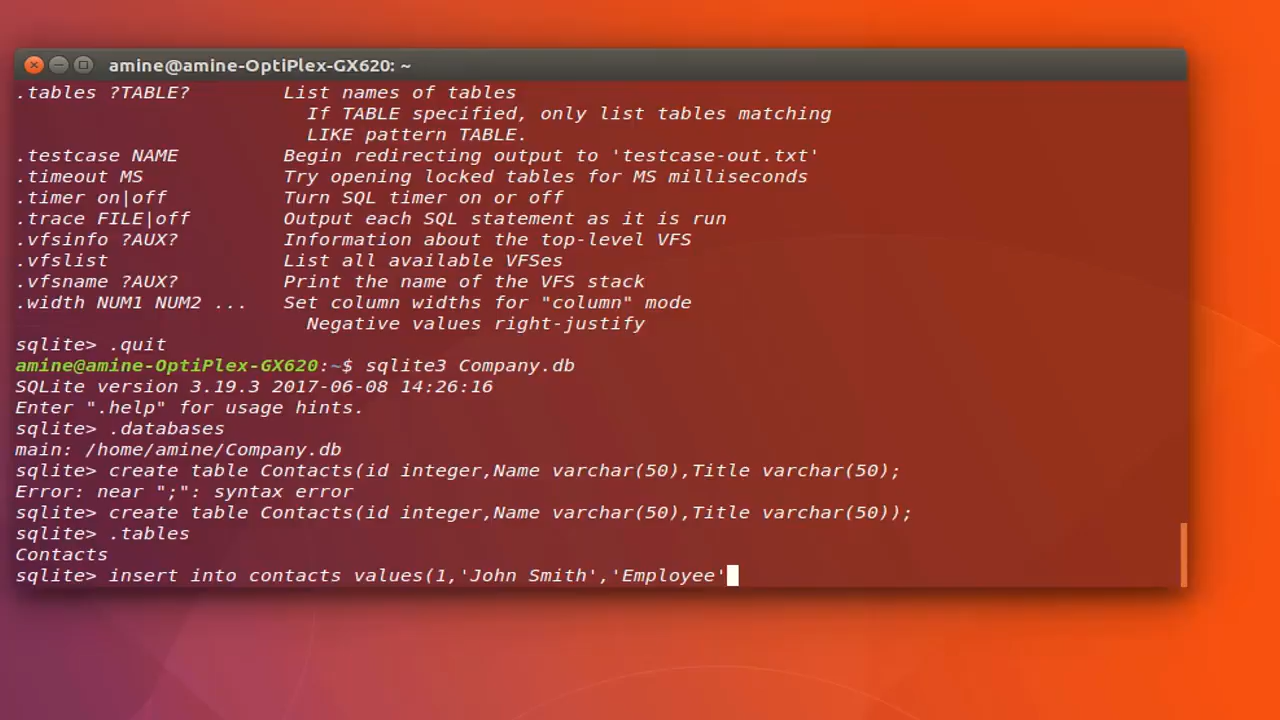 amine@amine-OptiPlex-GX620: ~
.tables ?TABLE?        List names of tables
                         If TABLE specified, only list tables matching
                         LIKE pattern TABLE.
.testcase NAME         Begin redirecting output to 'testcase-out.txt'
.timeout MS            Try opening locked tables for MS milliseconds
.timer on|off          Turn SQL timer on or off
.trace FILE|off        Output each SQL statement as it is run
.vfsinfo ?AUX?         Information about the top-level VFS
.vfslist               List all available VFSes
.vfsname ?AUX?         Print the name of the VFS stack
.width NUM1 NUM2 ...   Set column widths for "column" mode
                         Negative values right-justify
sqlite> .quit
amine@amine-OptiPlex-GX620:~$ sqlite3 Company.db
SQLite version 3.19.3 2017-06-08 14:26:16
Enter ".help" for usage hints.
sqlite> .databases
main: /home/amine/Company.db
sqlite> create table Contacts(id integer,Name varchar(50),Title varchar(50);
Error: near ";": syntax error
sqlite> create table Contacts(id integer,Name varchar(50),Title varchar(50));
sqlite> .tables
Contacts
sqlite> insert into contacts values(1,'John Smith','Employee'